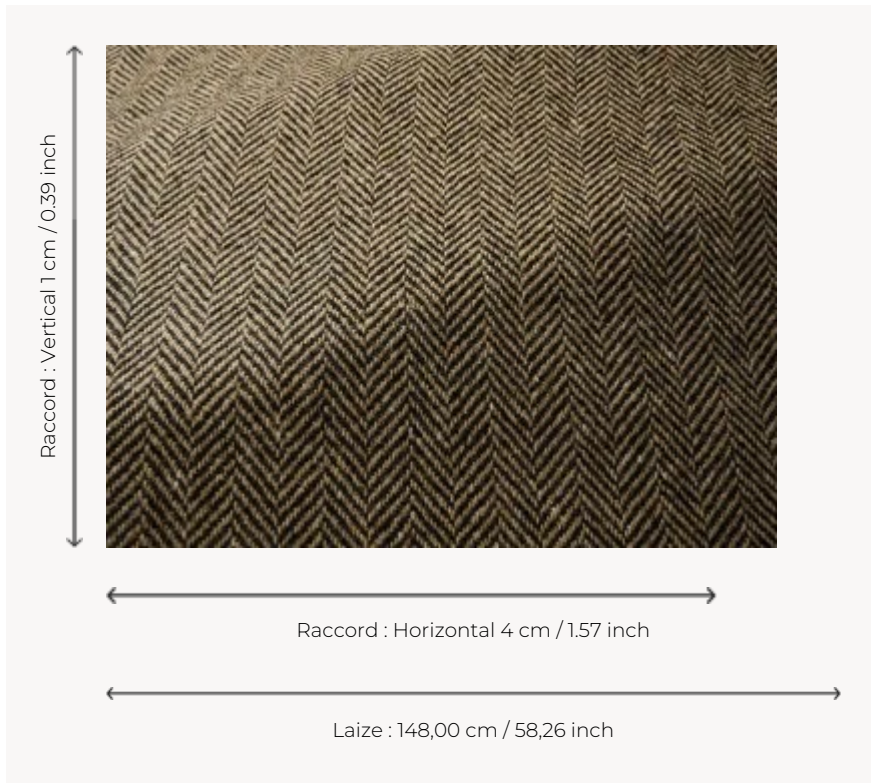 Raccord : Vertical 1 cm / 0.39 inch
Raccord : Horizontal 4 cm / 1.57 inch
Laize : 148,00 cm / 58,26 inch